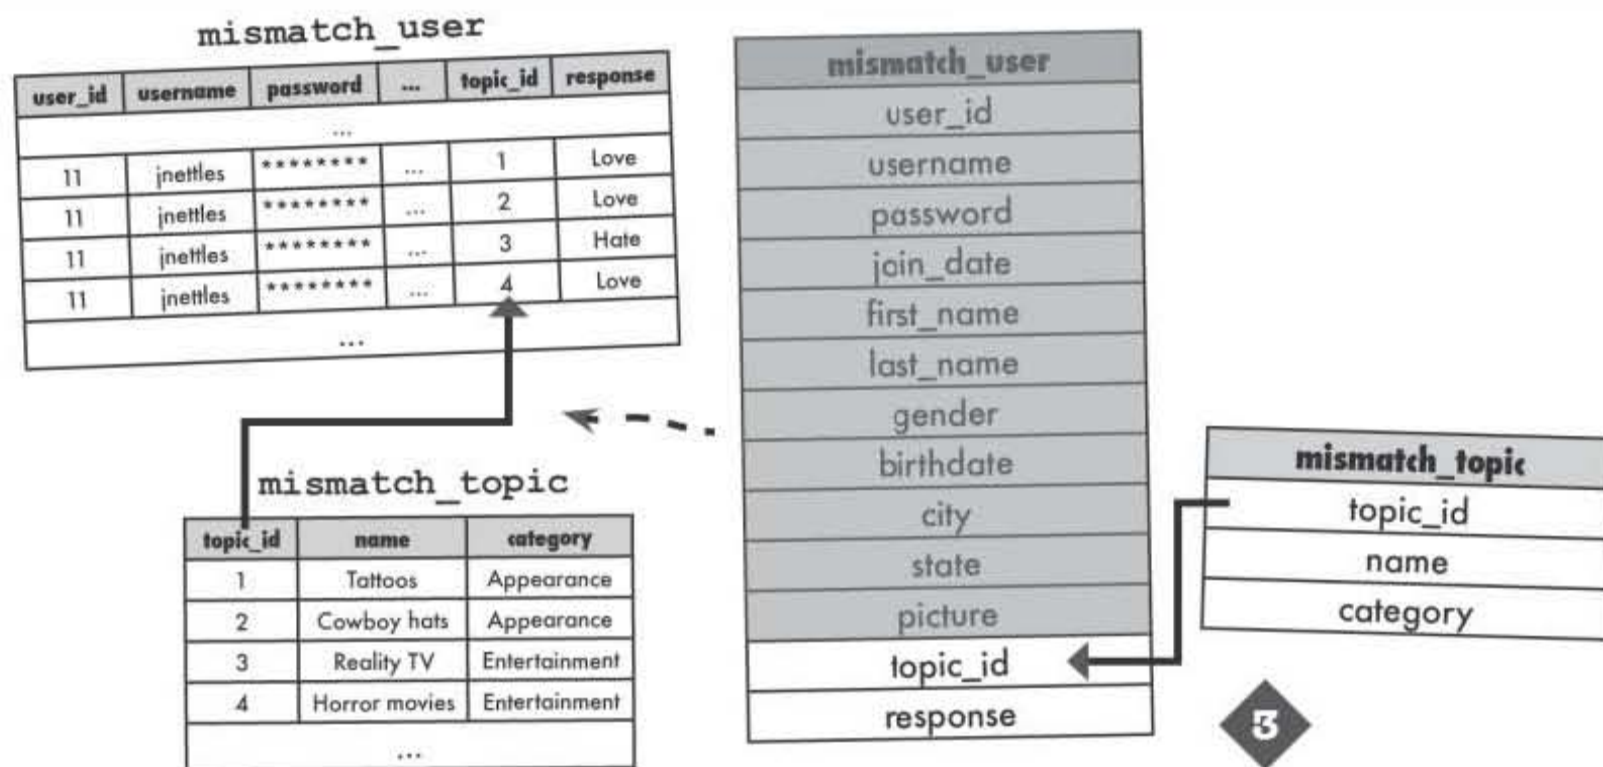 mismatch_user
user_id username password ... topic_id response
...
11 jnettles ******** ... 1 Love
11 jnettles ******** ... 2 Love
11 jnettles ******** ... 3 Hate
11 jnettles ******** ... 4 Love
...
mismatch_topic
topic_id name category
1 Tattoos Appearance
2 Cowboy hats Appearance
3 Reality TV Entertainment
4 Horror movies Entertainment
...
mismatch_user
user_id
username
password
join_date
first_name
last_name
gender
birthdate
city
state
picture
topic_id
response
mismatch_topic
topic_id
name
category
3